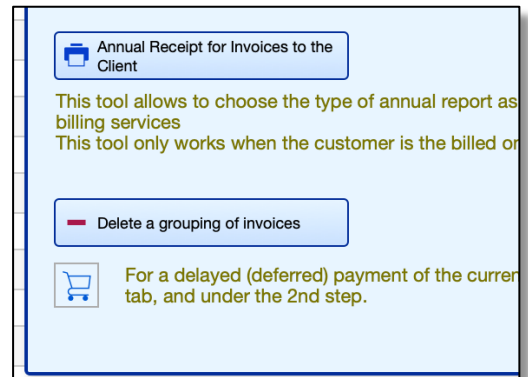 Annual Receipt for Invoices to the
Client
This tool allows to choose the type of annual report as
billing services
This tool only works when the customer is the billed or
Delete a grouping of invoices
For a delayed (deferred) payment of the curren
tab, and under the 2nd step.